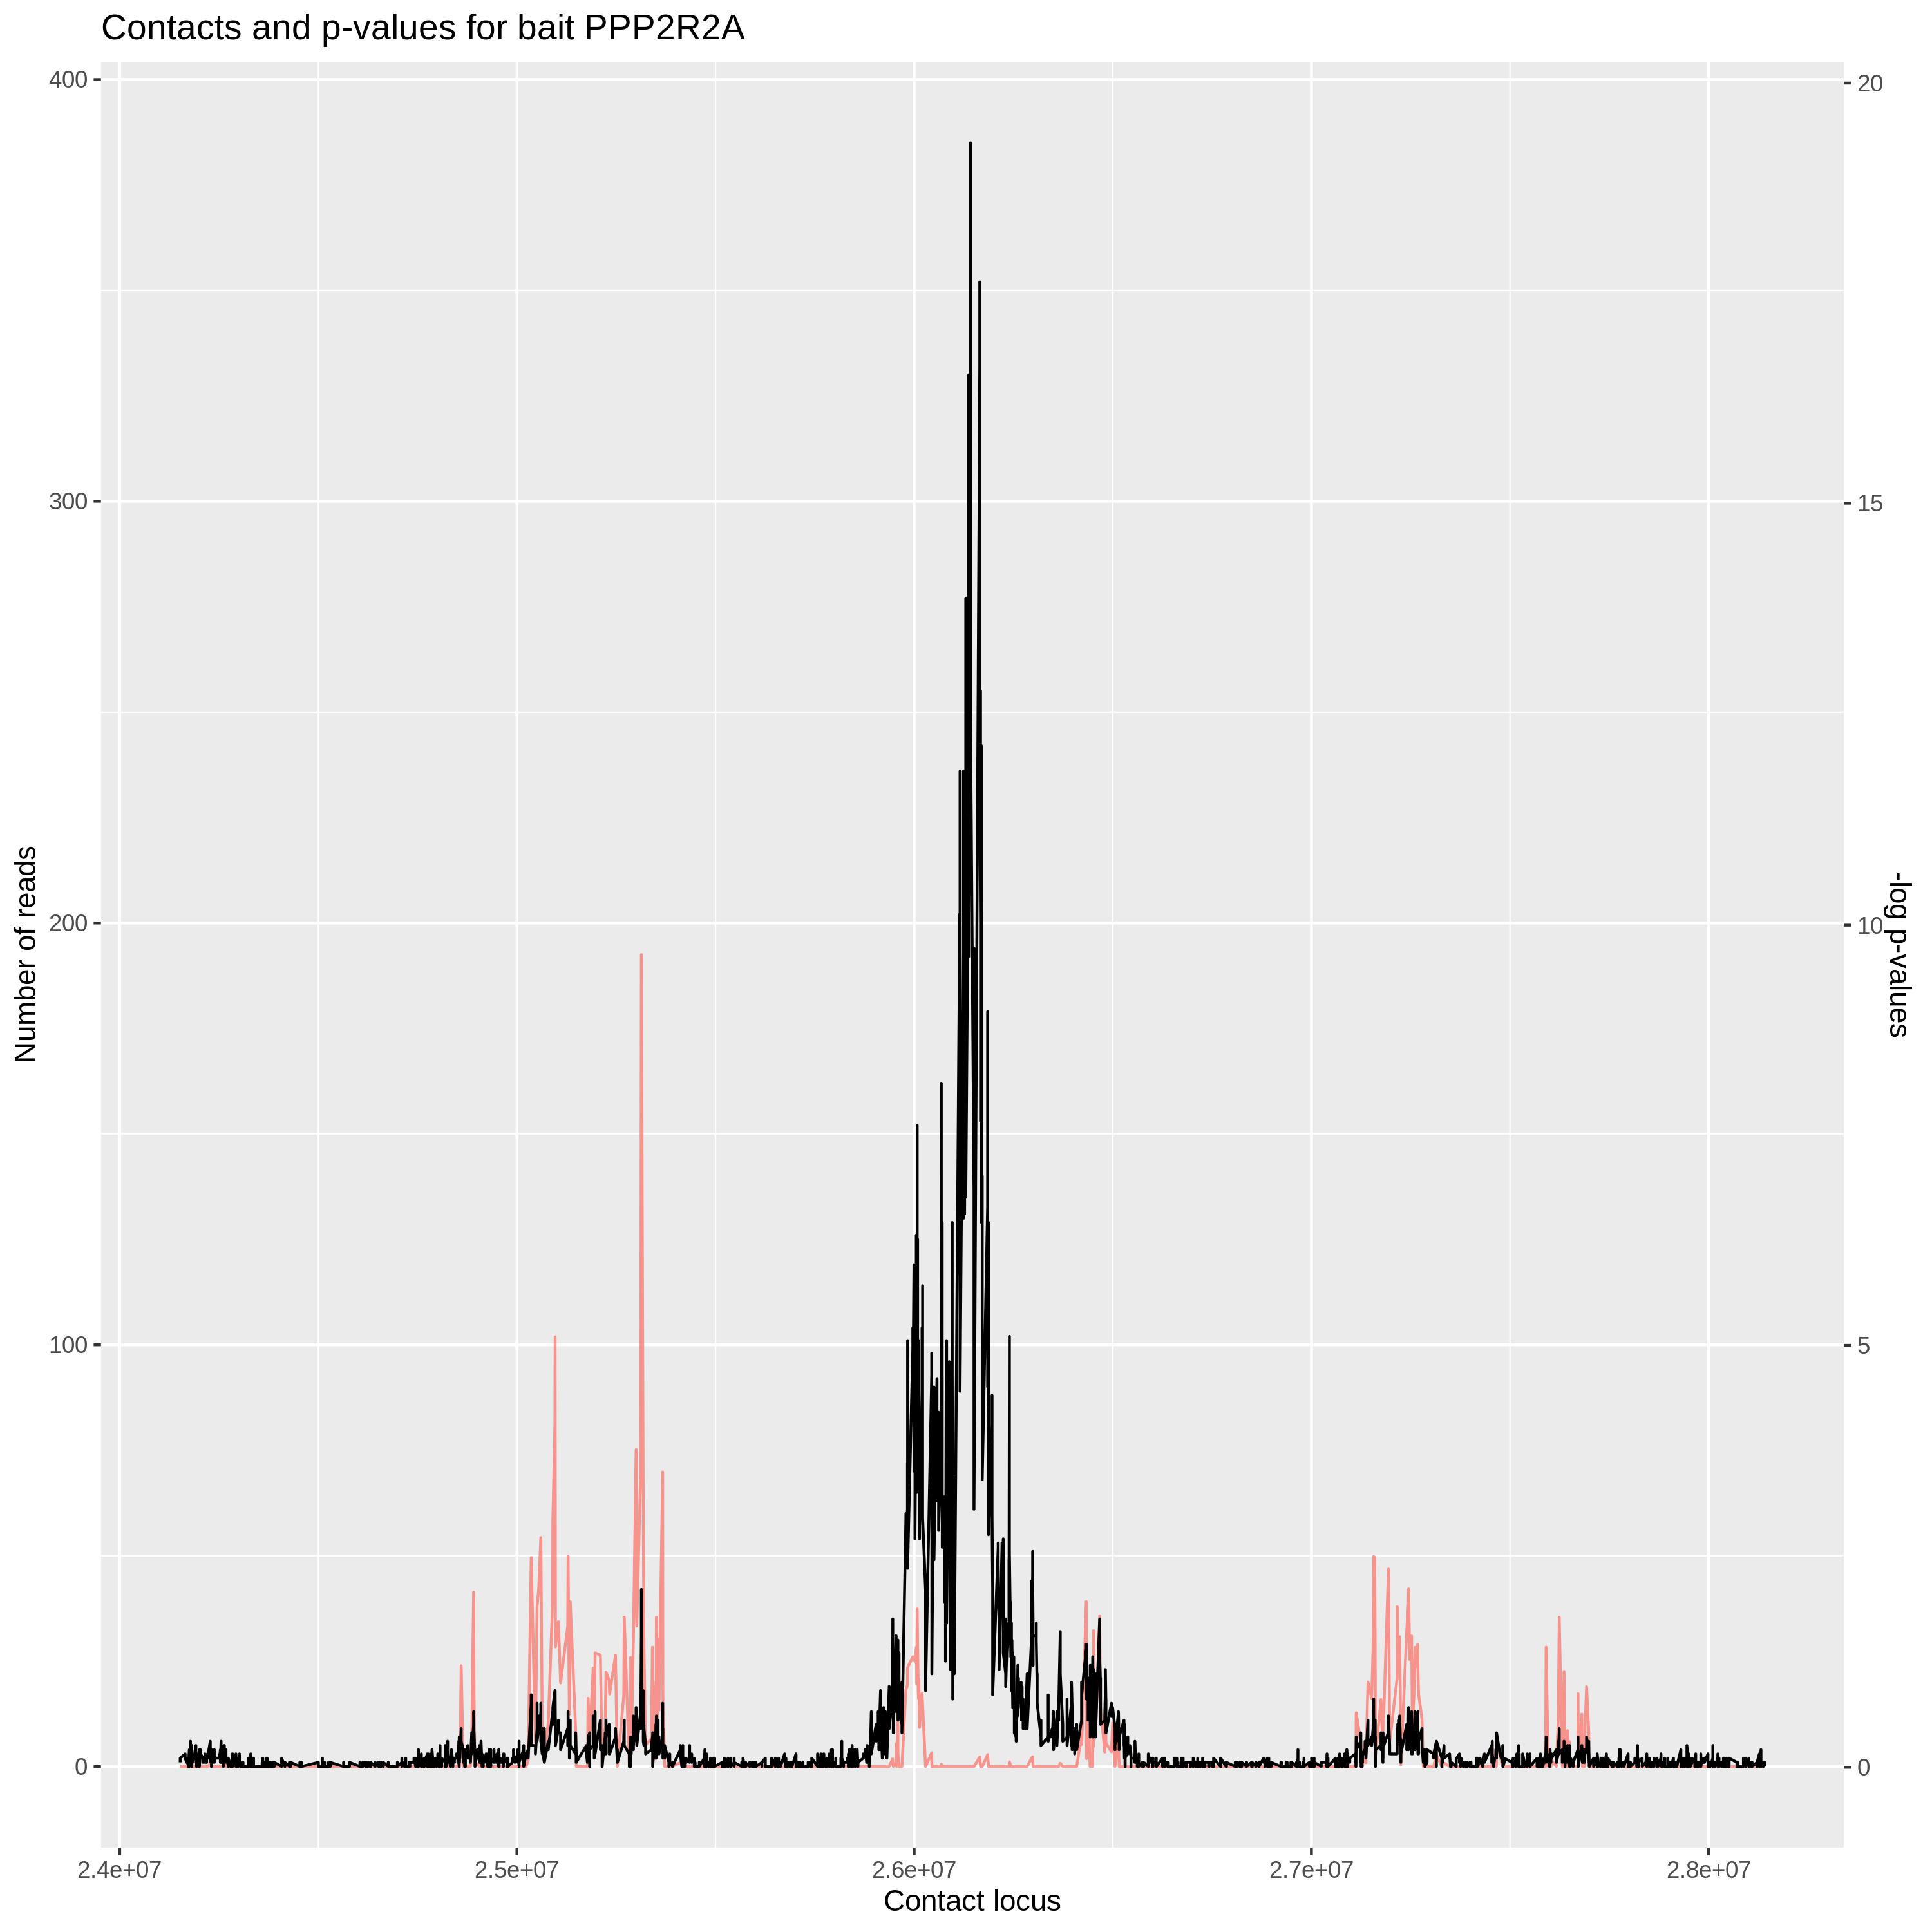 Contacts and p-values for bait PPP2R2A
400
300
200
100
0
20
15
10
5
0
Number of reads
-log p-values
2.4e+07
2.5e+07
2.6e+07
2.7e+07
2.8e+07
Contact locus